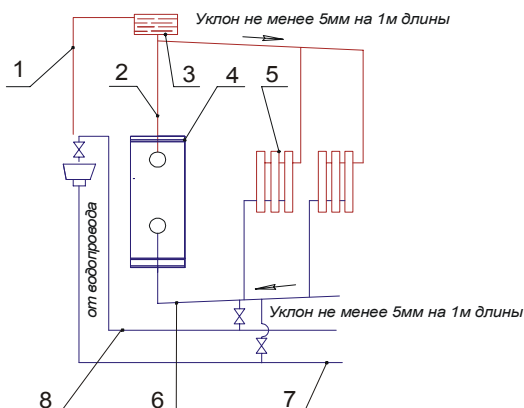 Уклон не менее 5мм на 1м длины
1
2
3
4
5
от водопровода
Уклон не менее 5мм на 1м длины
8
6
7